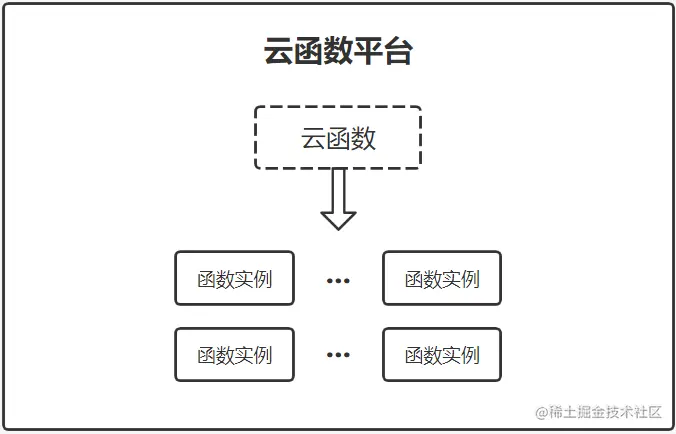 云函数平台
云函数
函数实例 ••• 函数实例
函数实例 ••• 函数实例
@稀土掘金技术社区